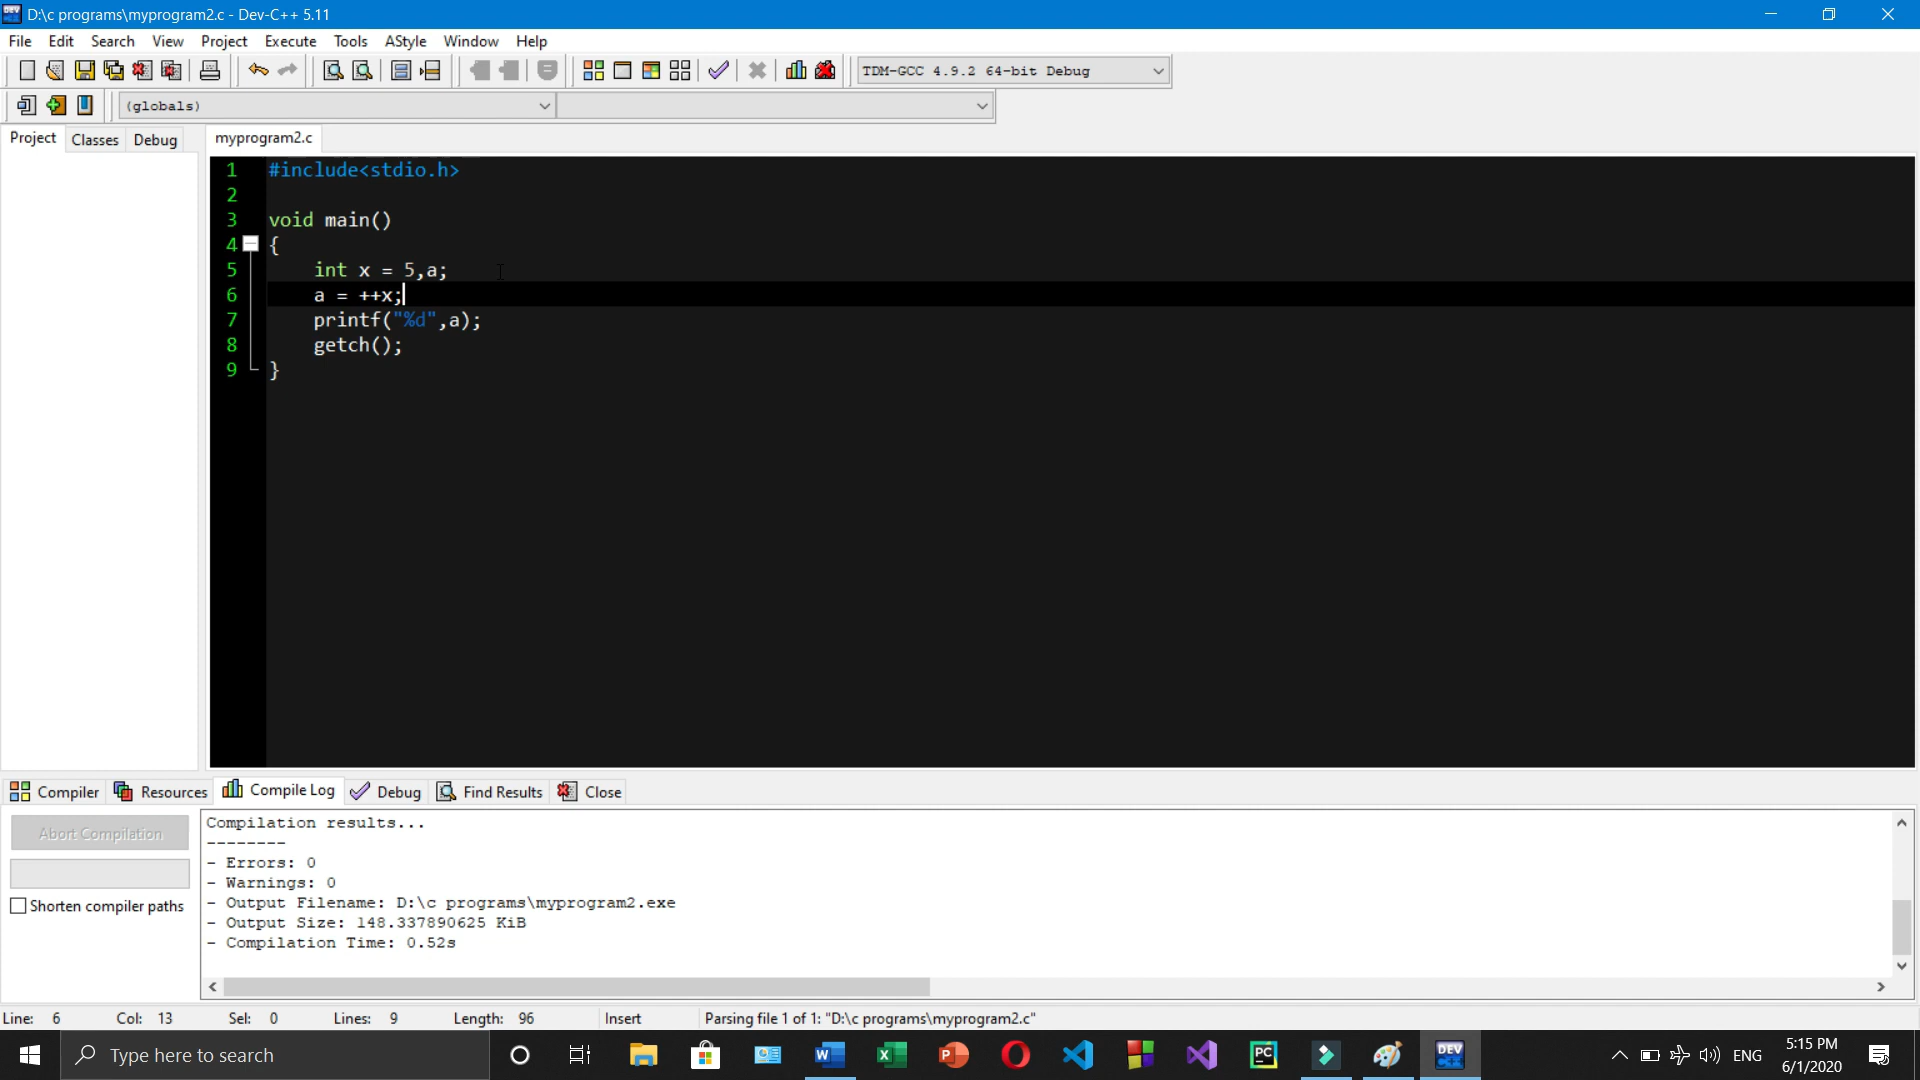 D:\c programs\myprogram2.c - Dev-C++ 5.11
File Edit Search View Project Execute Tools AStyle Window Help
TDM-GCC 4.9.2 64-bit Debug
(globals)
Project Classes Debug myprogram2.c
1 #include<stdio.h>
2
3 void main()
4 {
5 int x = 5,a;
6 a = ++x;
7 printf("%d",a);
8 getch();
9 }
Compiler Resources Compile Log Debug Find Results Close
Abort Compilation
Shorten compiler paths
Compilation results...
--------
- Errors: 0
- Warnings: 0
- Output Filename: D:\c programs\myprogram2.exe
- Output Size: 148.337890625 KiB
- Compilation Time: 0.52s
Line: 6 Col: 13 Sel: 0 Lines: 9 Length: 96 Insert Parsing file 1 of 1: "D:\c programs\myprogram2.c"
Type here to search
ENG
5:15 PM
6/1/2020